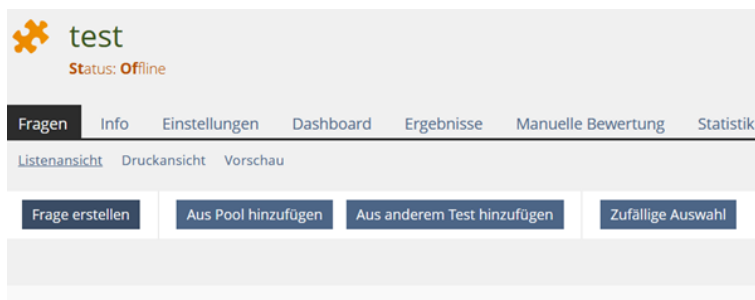 test
Status: Offline
Fragen Info Einstellungen Dashboard Ergebnisse Manuelle Bewertung Statistik
Listenansicht Druckansicht Vorschau
Frage erstellen Aus Pool hinzufügen Aus anderem Test hinzufügen Zufällige Auswahl